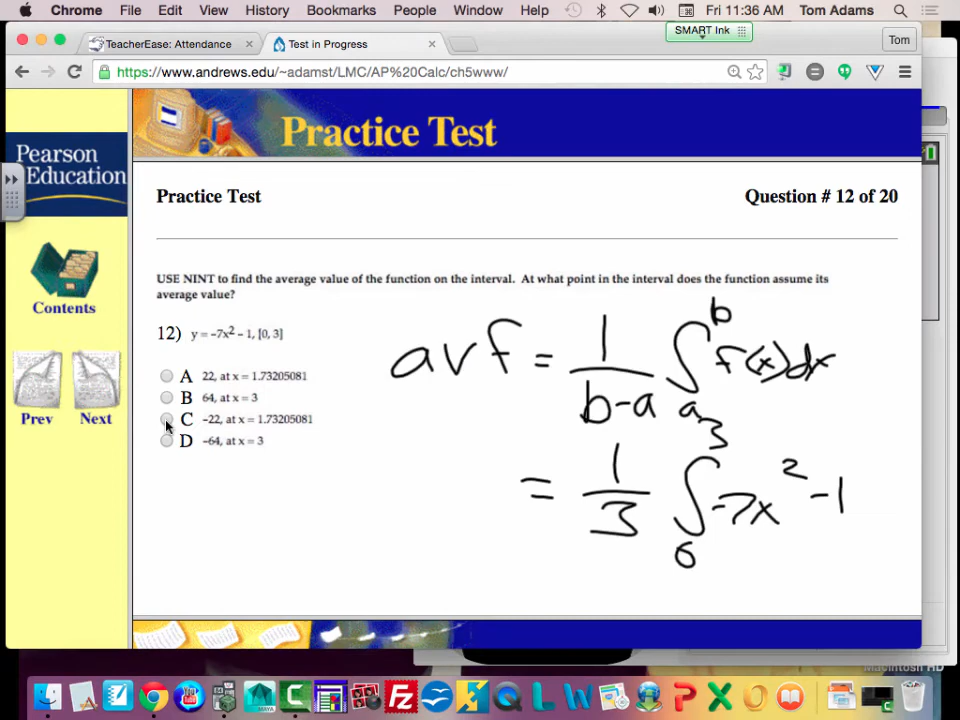 Chrome File Edit View History Bookmarks People Window Help Fri 11:36 AM Tom Adams
SMART Ink
TeacherEase: Attendance × Test in Progress × Tom
https://www.andrews.edu/~adamst/LMC/AP%20Calc/ch5www/
Practice Test
Pearson
Education
Contents
Prev Next
Practice Test Question # 12 of 20
USE NINT to find the average value of the function on the interval. At what point in the interval does the function assume its
average value?
12) y = -7x² - 1, [0, 3]
A 22, at x = 1.73205081
B 64, at x = 3
C -22, at x = 1.73205081
D -64, at x = 3
avf = 1/(b-a) ∫ₐᵇ f(x)dx
= 1/3 ∫₀³ -7x² - 1
Macintosh HD